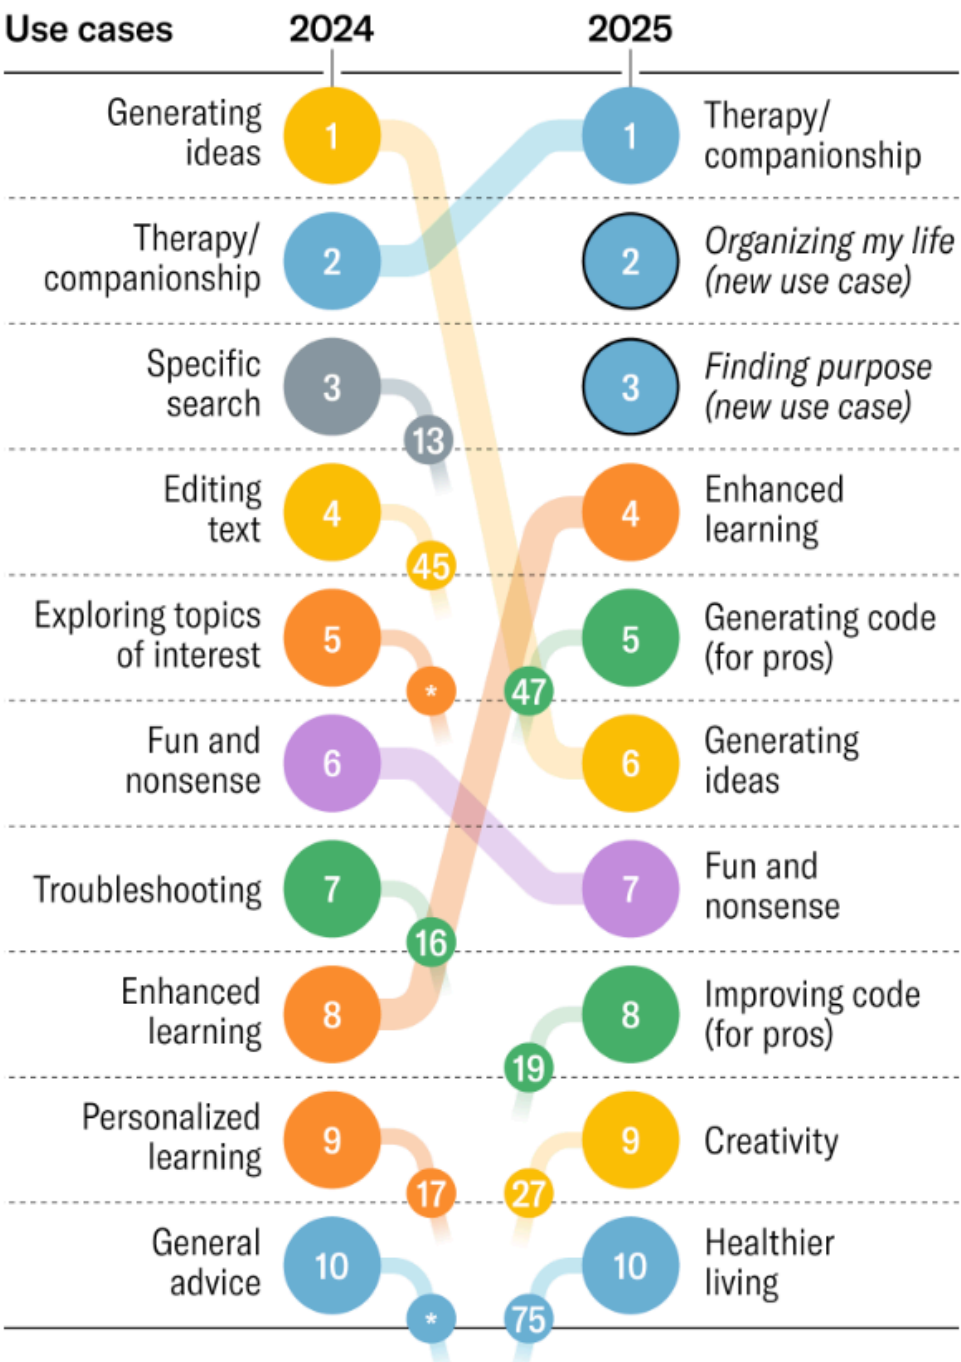 Use cases 2024 2025
Generating
ideas
1
1
Therapy/
companionship
Therapy/
companionship
2
2
Organizing my life
(new use case)
Specific
search
3
13
3
Finding purpose
(new use case)
Editing
text
4
45
4
Enhanced
learning
Exploring topics
of interest
5
*
47
5
Generating code
(for pros)
Fun and
nonsense
6
6
Generating
ideas
Troubleshooting
7
16
7
Fun and
nonsense
Enhanced
learning
8
19
8
Improving code
(for pros)
Personalized
learning
9
17
27
9
Creativity
General
advice
10
*
75
10
Healthier
living